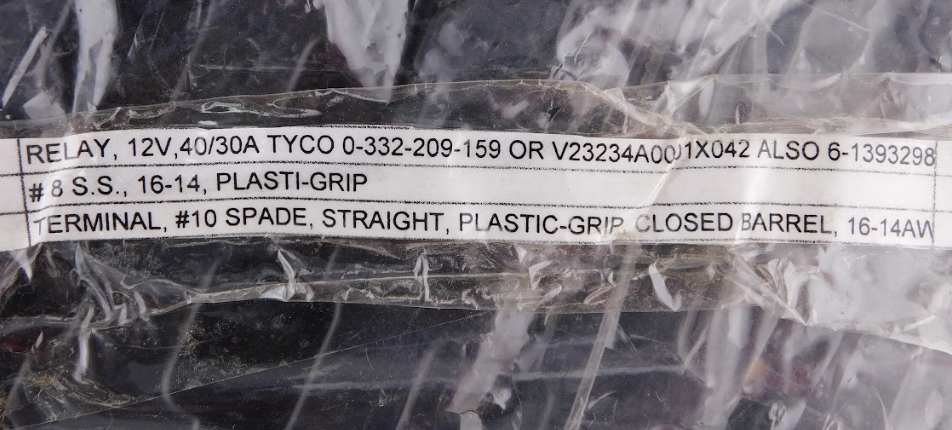 RELAY, 12V,40/30A TYCO 0-332-209-159 OR V23234A0001X042 ALSO 6-1393298
# 8 S.S., 16-14, PLASTI-GRIP
TERMINAL, #10 SPADE, STRAIGHT, PLASTIC-GRIP, CLOSED BARREL, 16-14AW